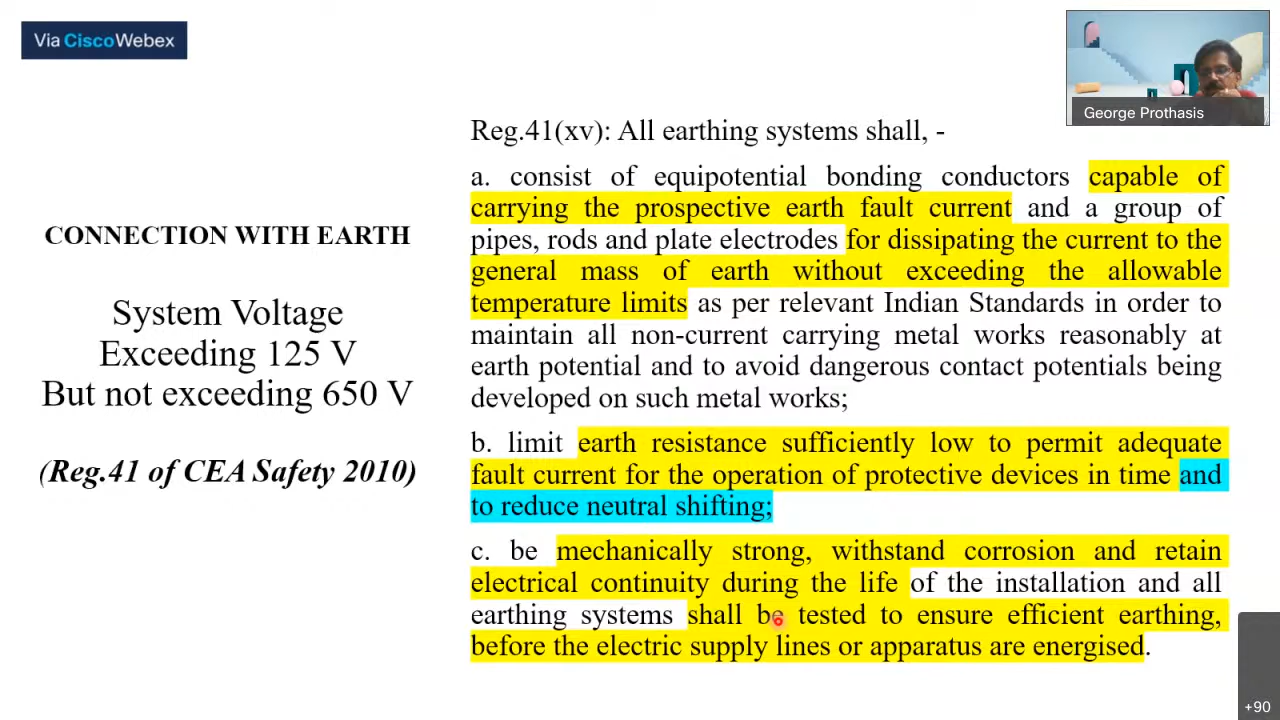 Via CiscoWebex
George Prothasis
CONNECTION WITH EARTH
System Voltage
Exceeding 125 V
But not exceeding 650 V
(Reg.41 of CEA Safety 2010)
Reg.41(xv): All earthing systems shall, -
a. consist of equipotential bonding conductors capable of
carrying the prospective earth fault current and a group of
pipes, rods and plate electrodes for dissipating the current to the
general mass of earth without exceeding the allowable
temperature limits as per relevant Indian Standards in order to
maintain all non-current carrying metal works reasonably at
earth potential and to avoid dangerous contact potentials being
developed on such metal works;
b. limit earth resistance sufficiently low to permit adequate
fault current for the operation of protective devices in time and
to reduce neutral shifting;
c. be mechanically strong, withstand corrosion and retain
electrical continuity during the life of the installation and all
earthing systems shall be tested to ensure efficient earthing,
before the electric supply lines or apparatus are energised.
+90